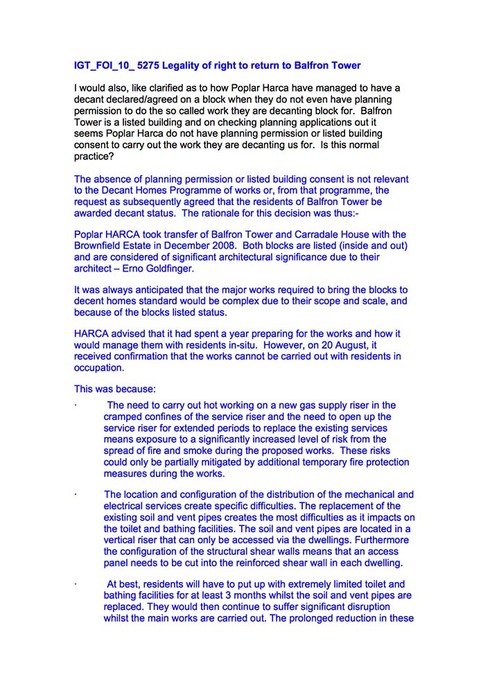 IGT_FOI_10_ 5275 Legality of right to return to Balfron Tower
I would also, like clarified as to how Poplar Harca have managed to have a
decant declared/agreed on a block when they do not even have planning
permission to do the so called work they are decanting block for.  Balfron
Tower is a listed building and on checking planning applications out it
seems Poplar Harca do not have planning permission or listed building
consent to carry out the work they are decanting us for.  Is this normal
practice?
The absence of planning permission or listed building consent is not relevant
to the Decant Homes Programme of works or, from that programme, the
request as subsequently agreed that the residents of Balfron Tower be
awarded decant status.  The rationale for this decision was thus:-
Poplar HARCA took transfer of Balfron Tower and Carradale House with the
Brownfield Estate in December 2008.  Both blocks are listed (inside and out)
and are considered of significant architectural significance due to their
architect – Erno Goldfinger.
It was always anticipated that the major works required to bring the blocks to
decent homes standard would be complex due to their scope and scale, and
because of the blocks listed status.
HARCA advised that it had spent a year preparing for the works and how it
would manage them with residents in-situ.  However, on 20 August, it
received confirmation that the works cannot be carried out with residents in
occupation.
This was because:
· The need to carry out hot working on a new gas supply riser in the
cramped confines of the service riser and the need to open up the
service riser for extended periods to replace the existing services
means exposure to a significantly increased level of risk from the
spread of fire and smoke during the proposed works.  These risks
could only be partially mitigated by additional temporary fire protection
measures during the works.
· The location and configuration of the distribution of the mechanical and
electrical services create specific difficulties. The replacement of the
existing soil and vent pipes creates the most difficulties as it impacts on
the toilet and bathing facilities. The soil and vent pipes are located in a
vertical riser that can only be accessed via the dwellings. Furthermore
the configuration of the structural shear walls means that an access
panel needs to be cut into the reinforced shear wall in each dwelling.
· At best, residents will have to put up with extremely limited toilet and
bathing facilities for at least 3 months whilst the soil and vent pipes are
replaced. They would then continue to suffer significant disruption
whilst the main works are carried out. The prolonged reduction in these